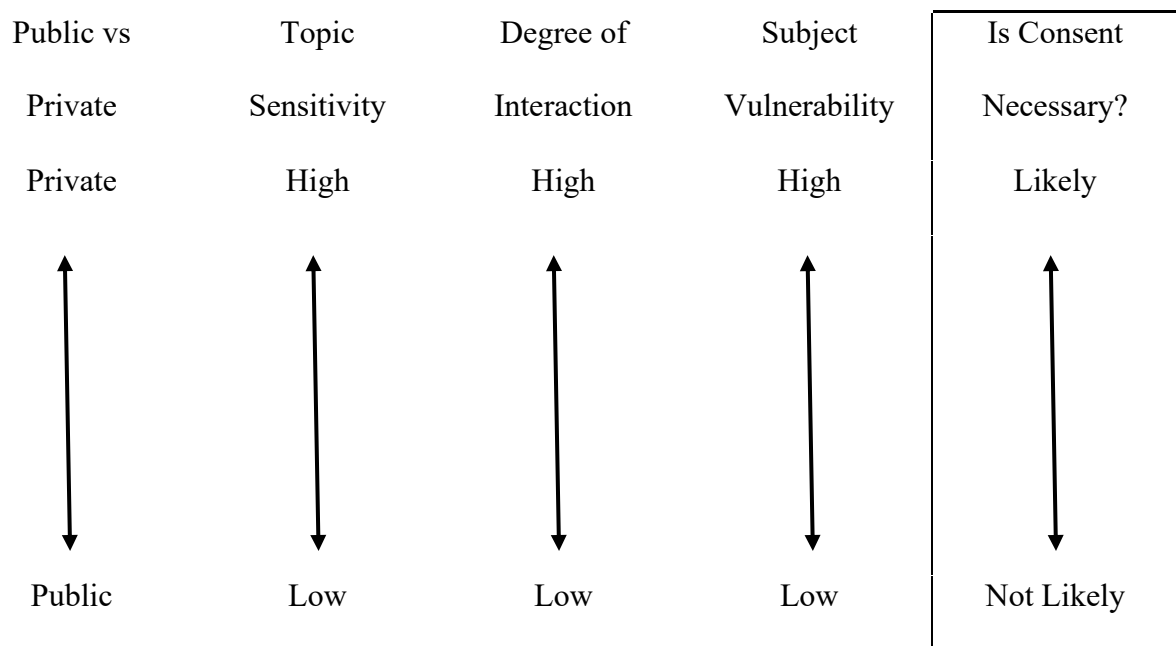 Public vs Topic Degree of Subject Is Consent
Private Sensitivity Interaction Vulnerability Necessary?
Private High High High Likely
Public Low Low Low Not Likely